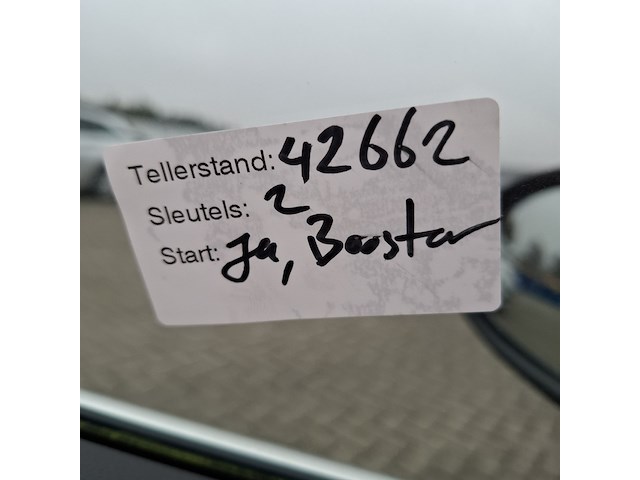 Tellerstand: 42662
Sleutels: 2
Start: Ja, Booster